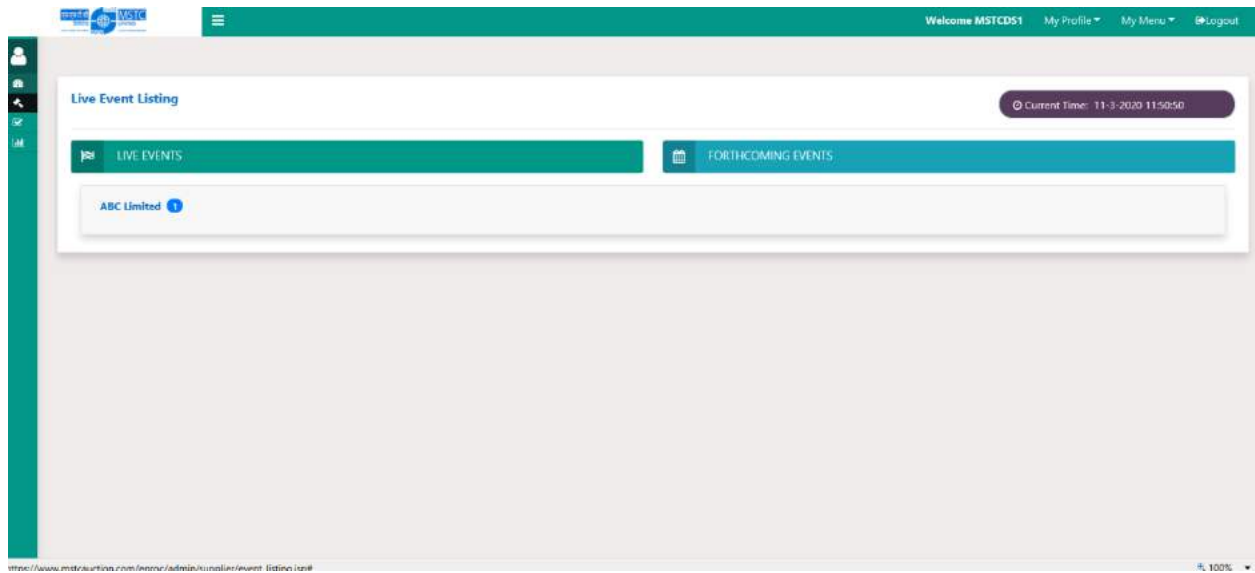 MSTC
Welcome MSTCDS1 My Profile My Menu Logout
Live Event Listing
Current Time: 11-3-2020 11:50:50
LIVE EVENTS
FORTHCOMING EVENTS
ABC Limited 1
https://www.mstcauction.com/eproc/admin/supplier/event_listing.jsp#
100%